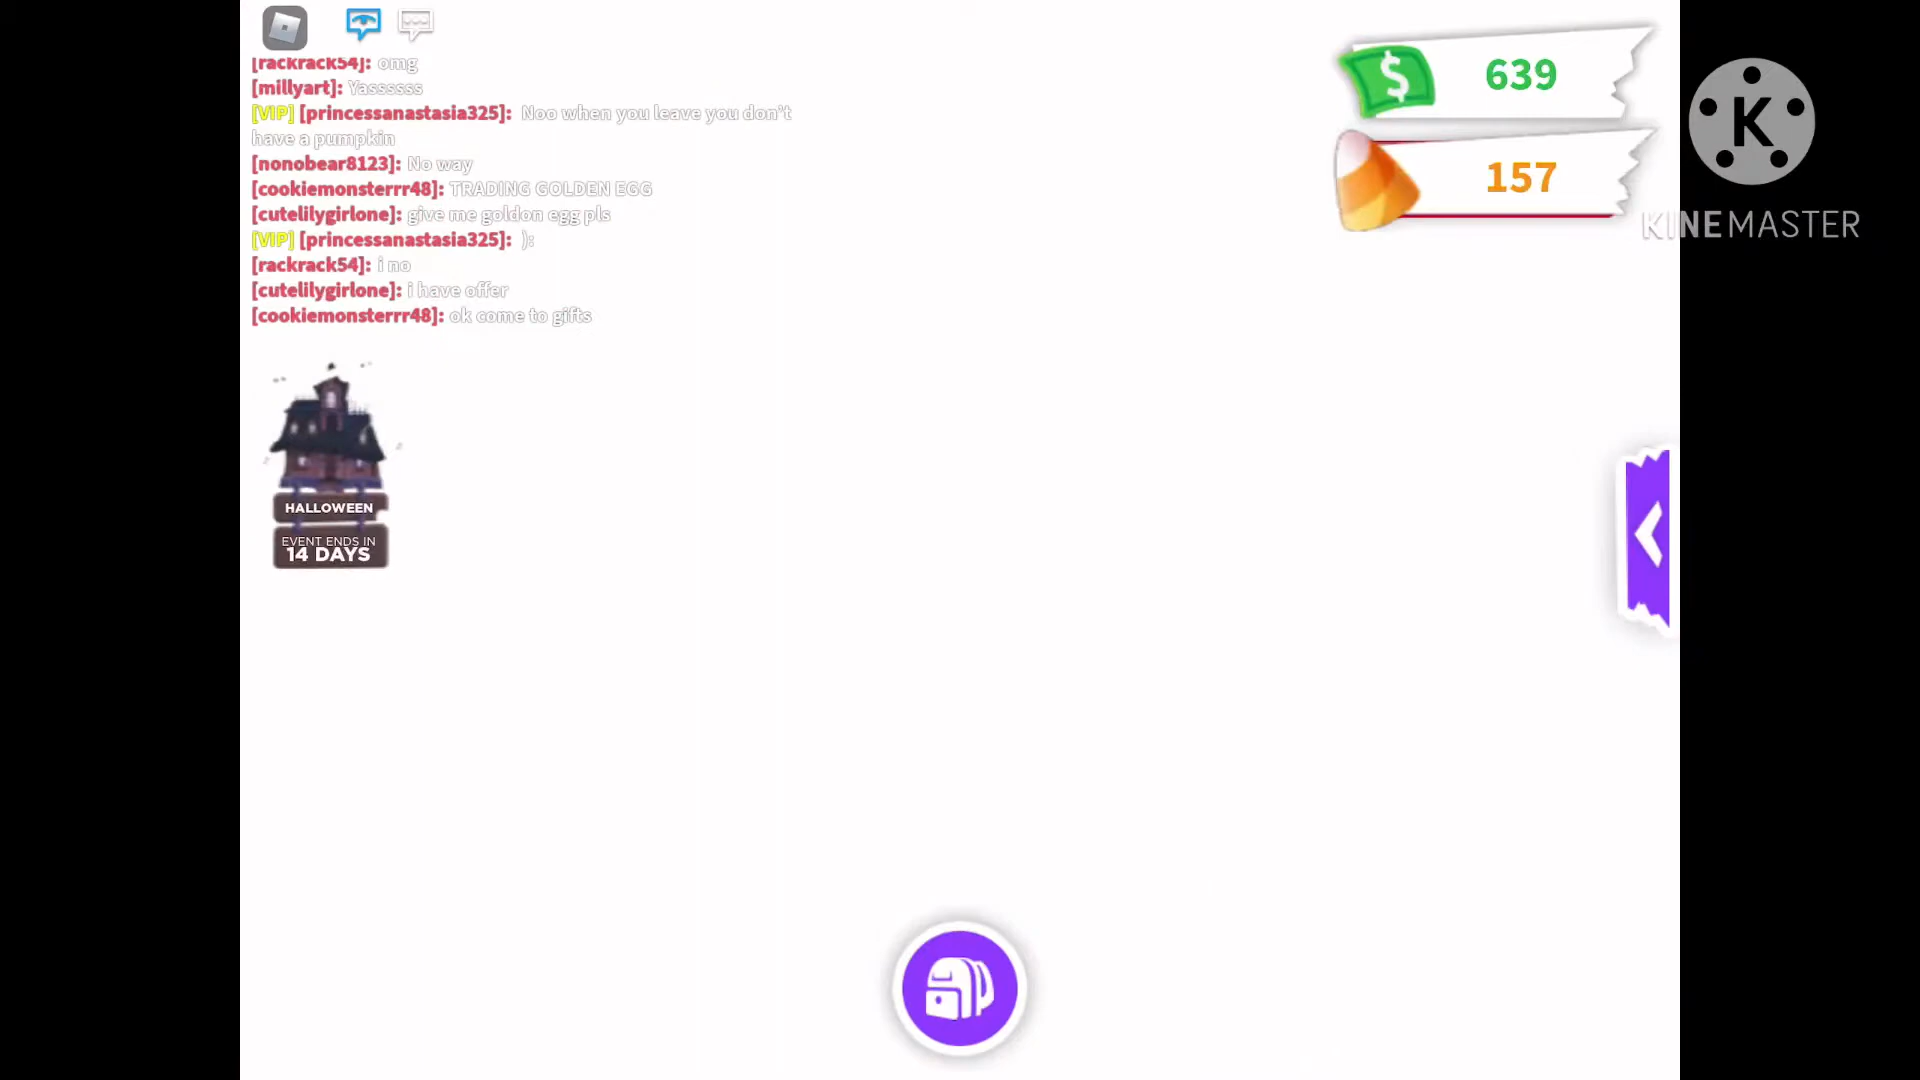 [rackrack54]: omg
[millyart]: Yassssss
[VIP] [princessanastasia325]: Noo when you leave you don't
have a pumpkin
[nonobear8123]: No way
[cookiemonsterrr48]: TRADING GOLDEN EGG
[cutelilygirlone]: give me goldon egg pls
[VIP] [princessanastasia325]: ):
[rackrack54]: i no
[cutelilygirlone]: i have offer
[cookiemonsterrr48]: ok come to gifts
HALLOWEEN
EVENT ENDS IN
14 DAYS
$ 639
157
K
KINEMASTER